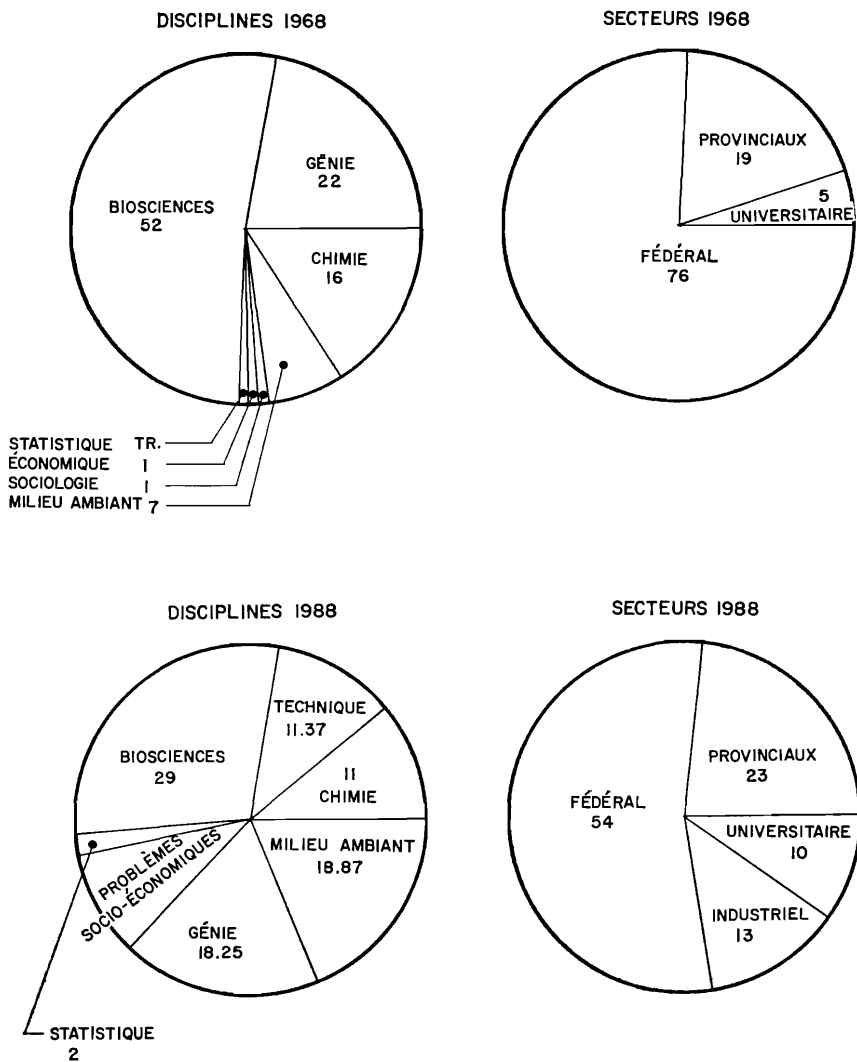 DISCIPLINES 1968
BIOSCIENCES
52
GÉNIE
22
CHIMIE
16
STATISTIQUE TR.
ÉCONOMIQUE 1
SOCIOLOGIE 1
MILIEU AMBIANT 7
SECTEURS 1968
PROVINCIAUX
19
5
UNIVERSITAIRE
FÉDÉRAL
76
DISCIPLINES 1988
TECHNIQUE
11.37
BIOSCIENCES
29
11
CHIMIE
MILIEU AMBIANT
18.87
PROBLÈMES
SOCIO-ÉCONOMIQUES
GÉNIE
18.25
STATISTIQUE
2
SECTEURS 1988
PROVINCIAUX
23
FÉDÉRAL
54
UNIVERSITAIRE
10
INDUSTRIEL
13